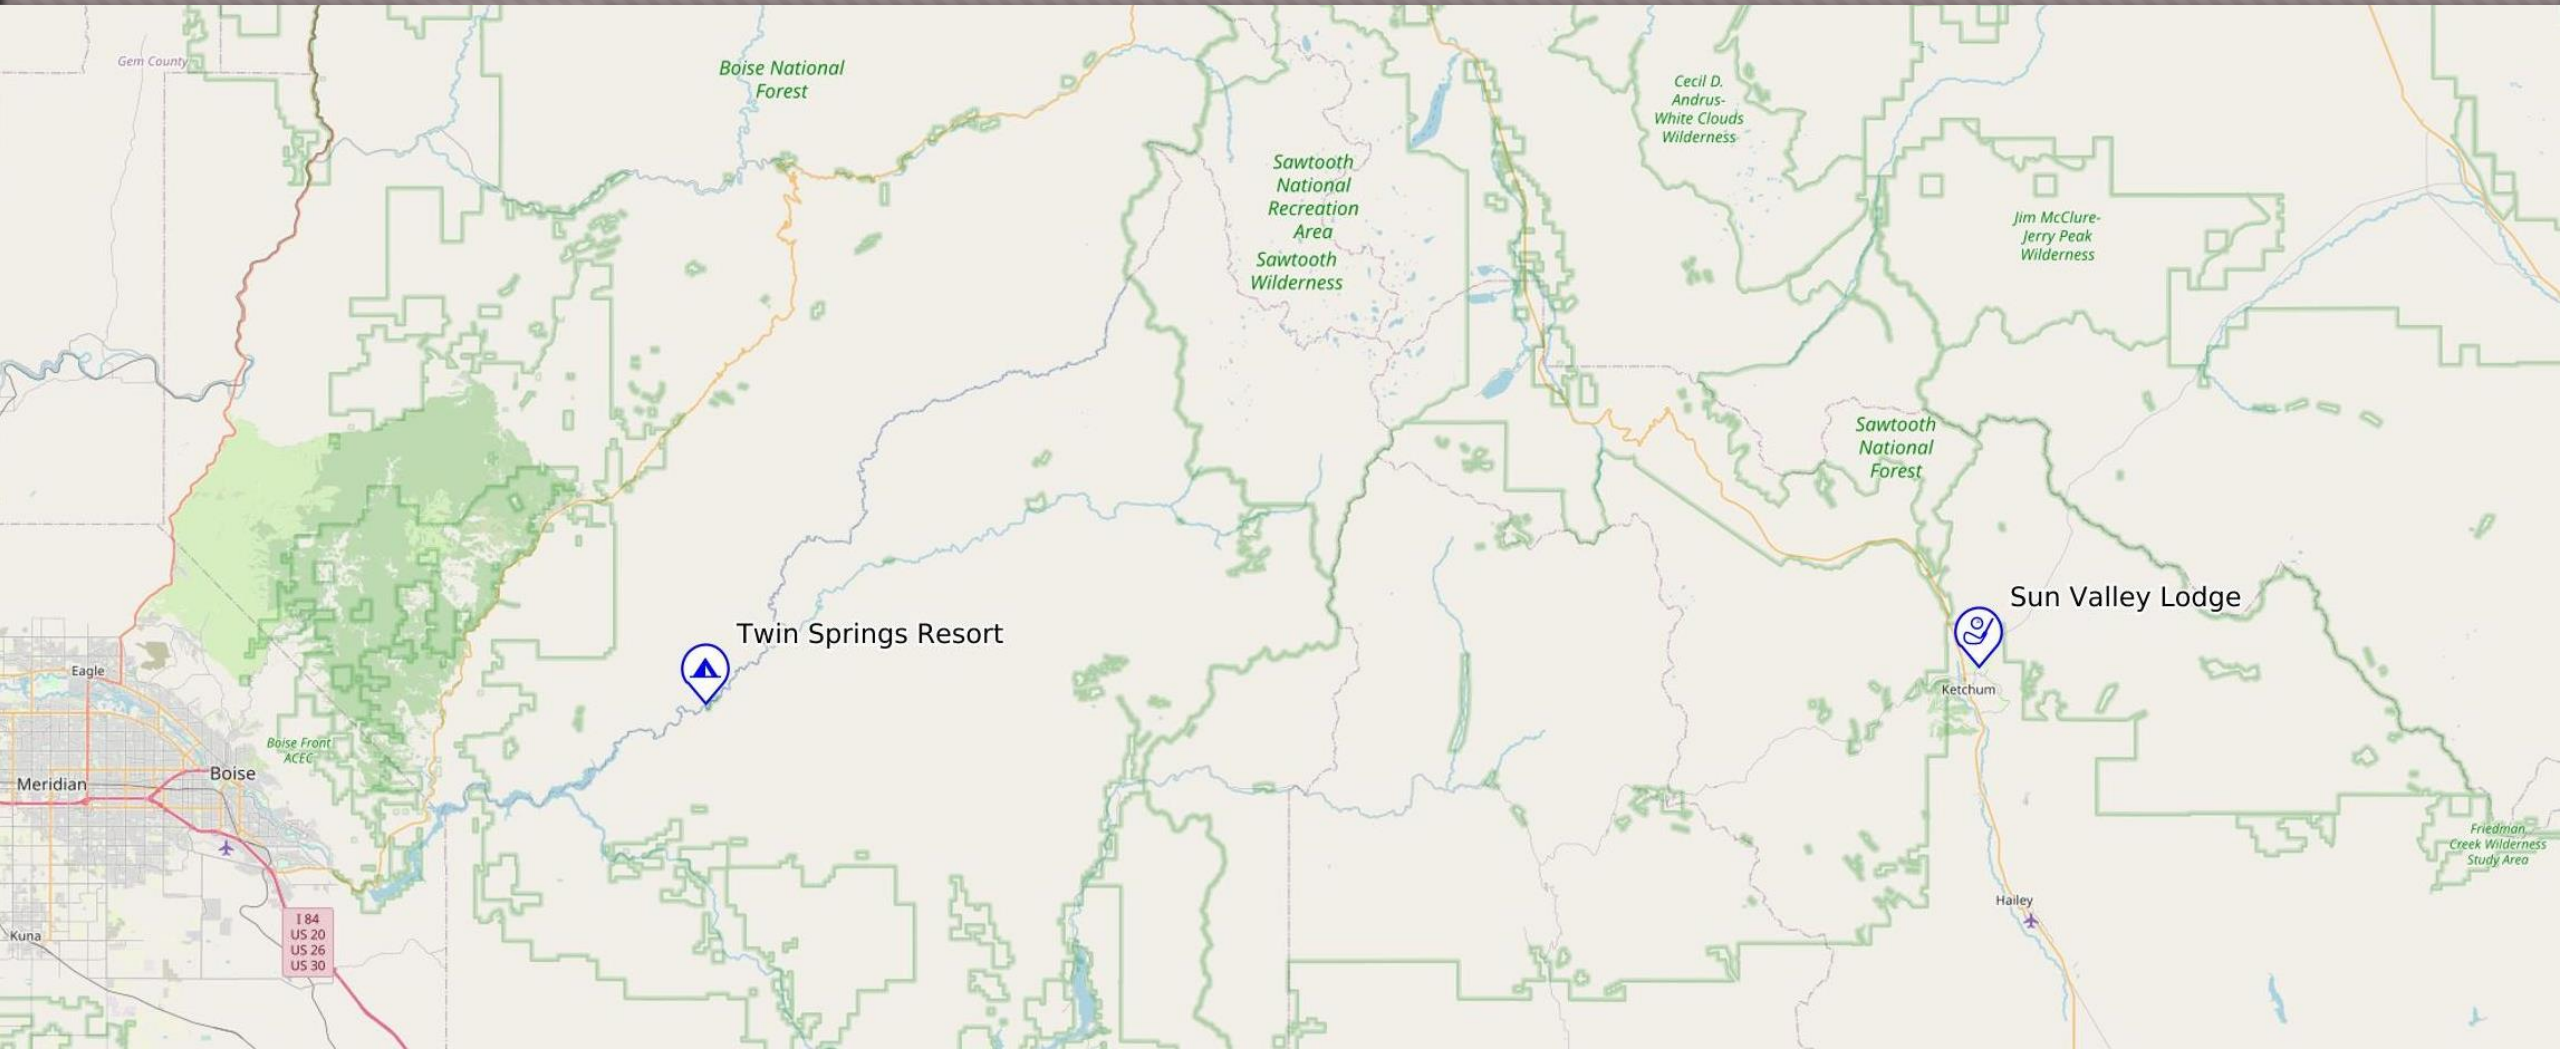 Gem County
Boise National
Forest
Cecil D.
Andrus-
White Clouds
Wilderness
Sawtooth
National
Recreation
Area
Sawtooth
Wilderness
Jim McClure-
Jerry Peak
Wilderness
Sawtooth
National
Forest
Sun Valley Lodge
Twin Springs Resort
Eagle
Ketchum
Boise Front
ACEC
Boise
Meridian
Friedman
Creek Wilderness
Study Area
Hailey
I 84
US 20
US 26
US 30
Kuna